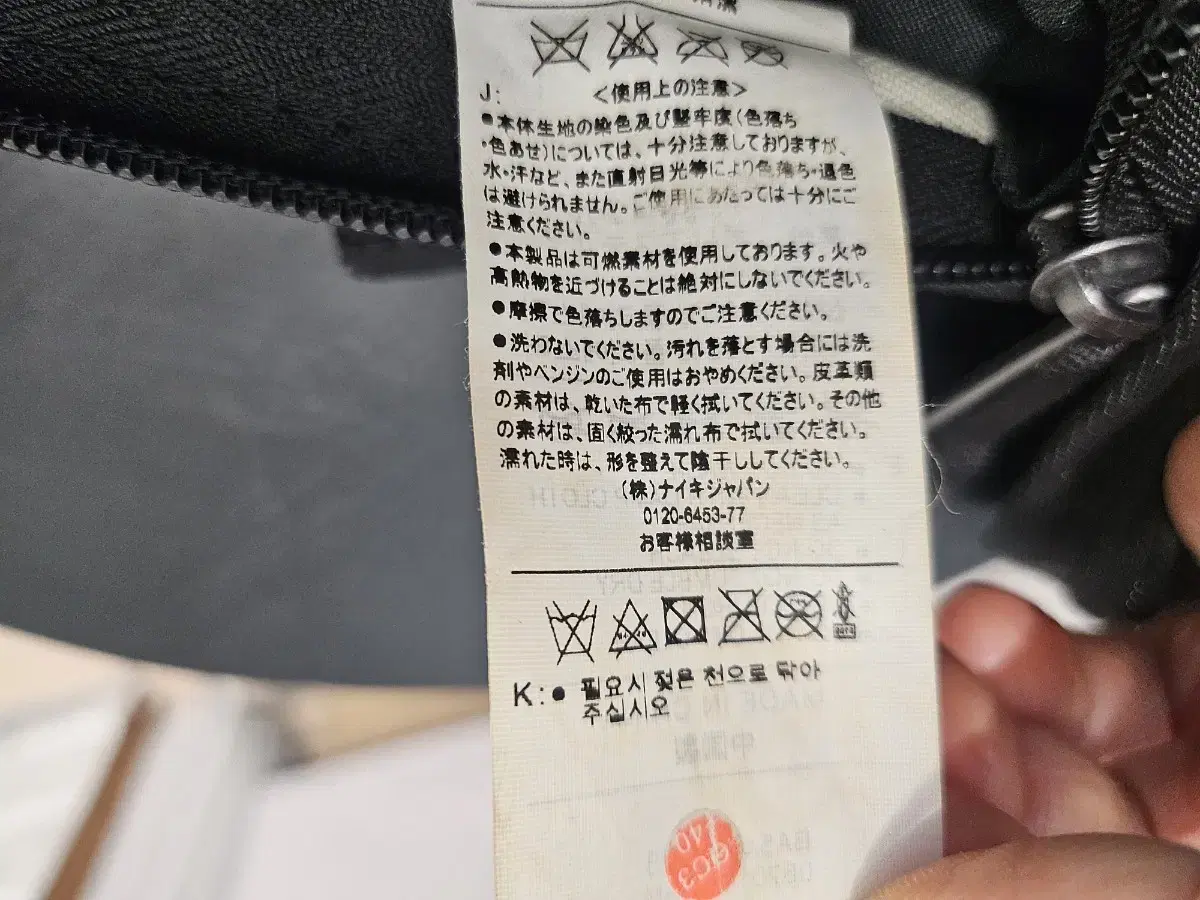 J: <使用上の注意>
●本体生地の染色及び堅牢度(色落ち
・色あせ)については、十分注意しておりますが、
水・汗など、また直射日光等により色落ち・退色
は避けられません。ご使用にあたっては十分にご
注意ください。
●本製品は可燃素材を使用しております。火や
高熱物を近づけることは絶対にしないでください。
●摩擦で色落ちしますのでご注意ください。
●洗わないでください。汚れを落とす場合には洗
剤やベンジンのご使用はおやめください。皮革類
の素材は、乾いた布で軽く拭いてください。その他
の素材は、固く絞った濡れ布で拭いてください。
濡れた時は、形を整えて陰干ししてください。
(株)ナイキジャパン
0120-6453-77
お客様相談室
K:● 필요시 젖은 천으로 닦아
주십시오
MADE IN
中國製
QC3